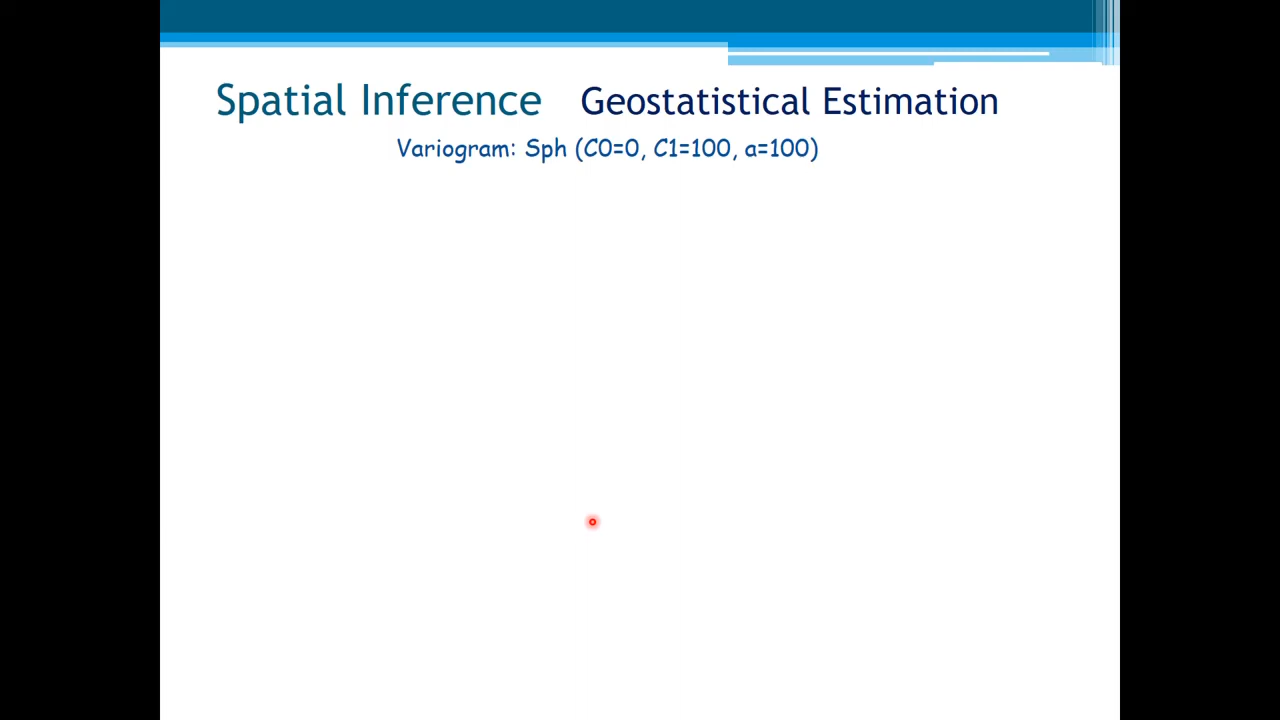 Spatial Inference Geostatistical Estimation
Variogram: Sph (C0=0, C1=100, a=100)